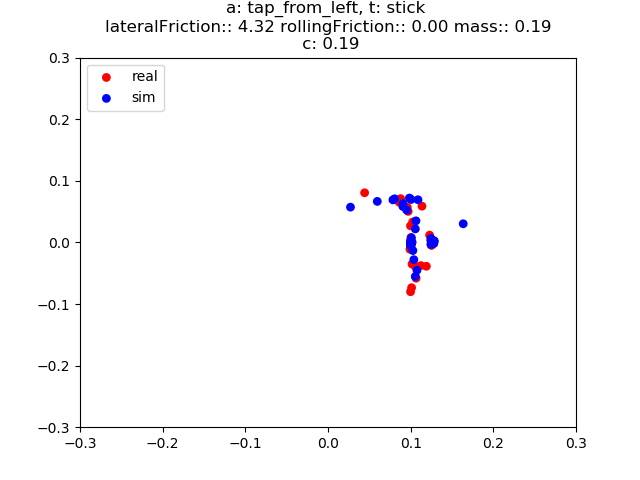 a: tap_from_left, t: stick
lateralFriction:: 4.32 rollingFriction:: 0.00 mass:: 0.19
c: 0.19
real
sim
0.3
0.2
0.1
0.0
−0.1
−0.2
−0.3
−0.3
−0.2
−0.1
0.0
0.1
0.2
0.3